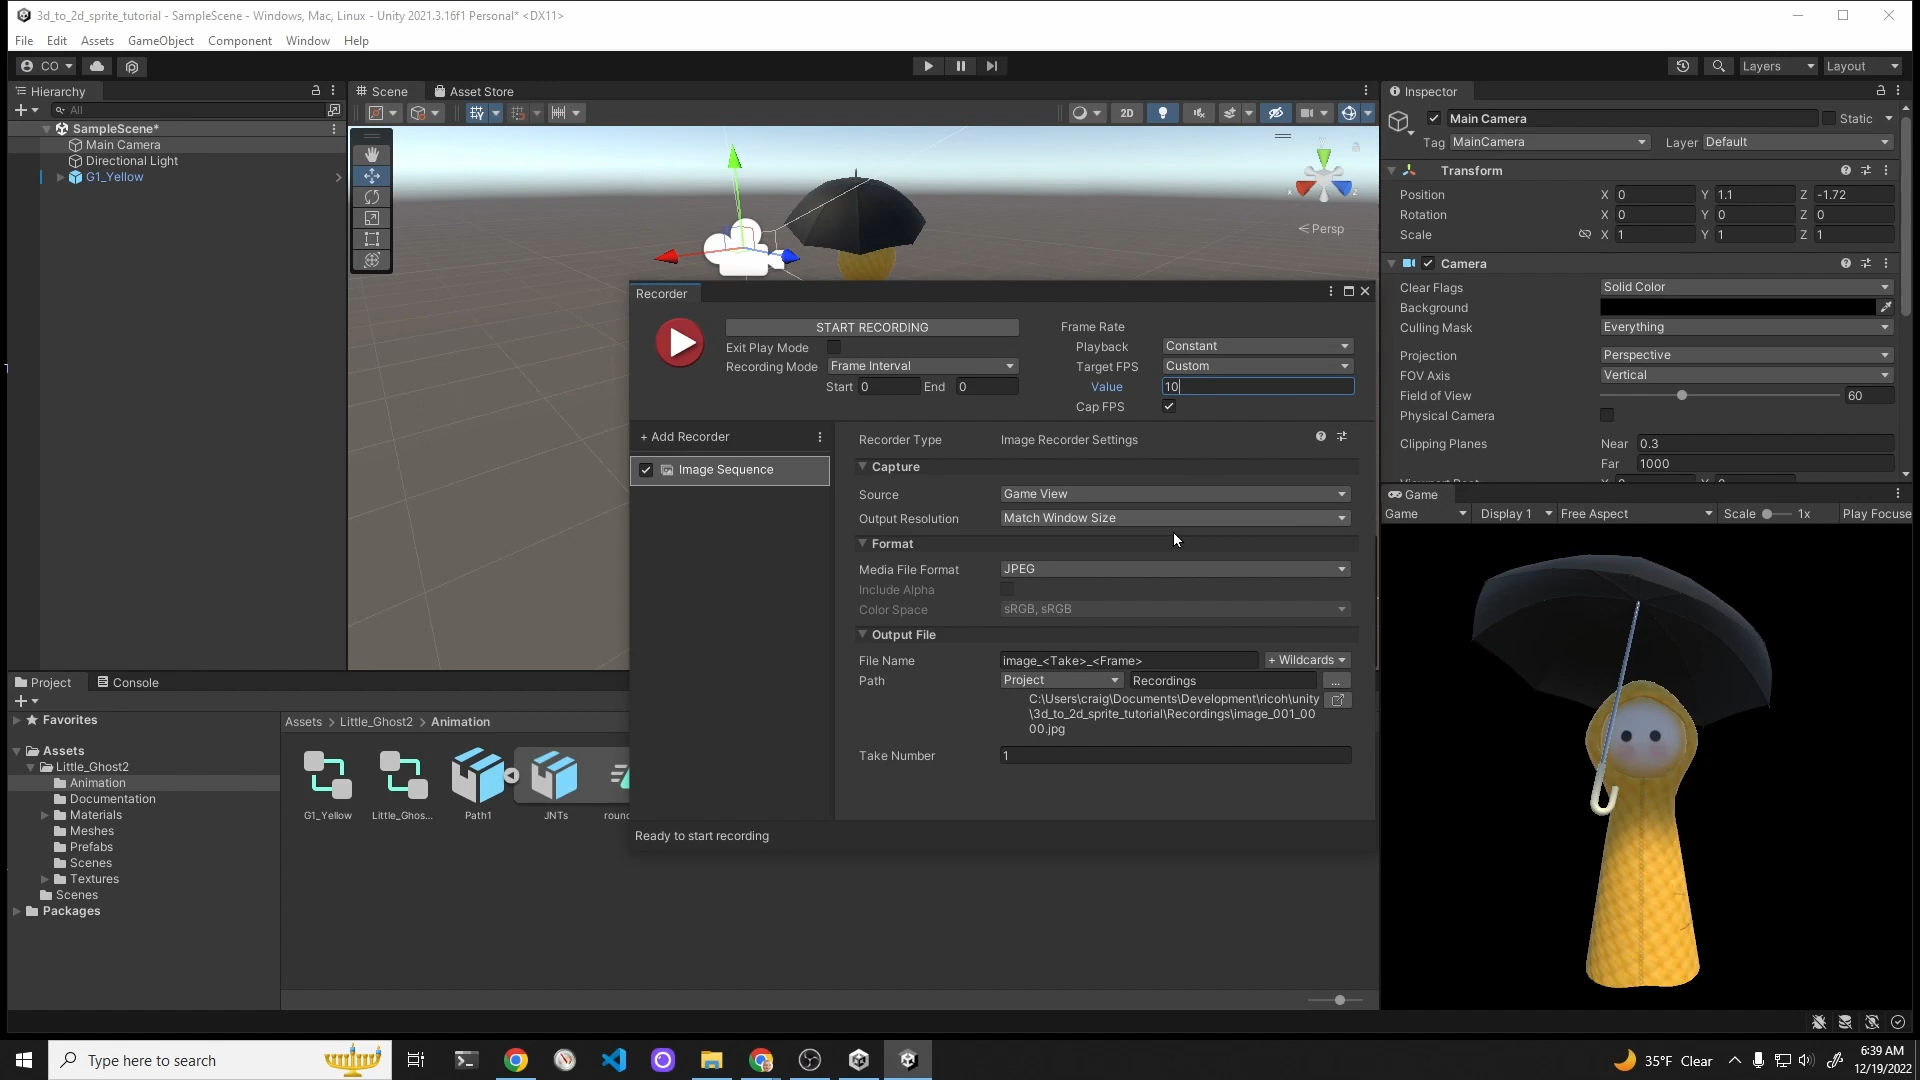 3d_to_2d_sprite_tutorial - SampleScene - Windows, Mac, Linux - Unity 2021.3.16f1 Personal* <DX11>
File Edit Assets GameObject Component Window Help
CO Layers Layout
Hierarchy
All
SampleScene*
Main Camera
Directional Light
G1_Yellow
Scene Asset Store
2D
Persp
Inspector
Main Camera Static
Tag MainCamera Layer Default
Transform
Position X 0 Y 1.1 Z -1.72
Rotation X 0 Y 0 Z 0
Scale X 1 Y 1 Z 1
Camera
Clear Flags Solid Color
Background
Culling Mask Everything
Projection Perspective
FOV Axis Vertical
Field of View 60
Physical Camera
Clipping Planes Near 0.3
Far 1000
Game
Game Display 1 Free Aspect Scale 1x Play Focuse
Recorder
START RECORDING
Exit Play Mode
Recording Mode Frame Interval
Start 0 End 0
Frame Rate
Playback Constant
Target FPS Custom
Value 10
Cap FPS
+ Add Recorder
Image Sequence
Recorder Type Image Recorder Settings
Capture
Source Game View
Output Resolution Match Window Size
Format
Media File Format JPEG
Include Alpha
Color Space sRGB, sRGB
Output File
File Name image_<Take>_<Frame> + Wildcards
Path Project Recordings ...
C:\Users\craig\Documents\Development\ricoh\unity
\3d_to_2d_sprite_tutorial\Recordings\image_001_00
00.jpg
Take Number 1
Ready to start recording
Project Console
Favorites
Assets
Little_Ghost2
Animation
Documentation
Materials
Meshes
Prefabs
Scenes
Textures
Scenes
Packages
Assets > Little_Ghost2 > Animation
G1_Yellow Little_Ghos... Path1 JNTs roun
Type here to search
35°F Clear
6:39 AM
12/19/2022